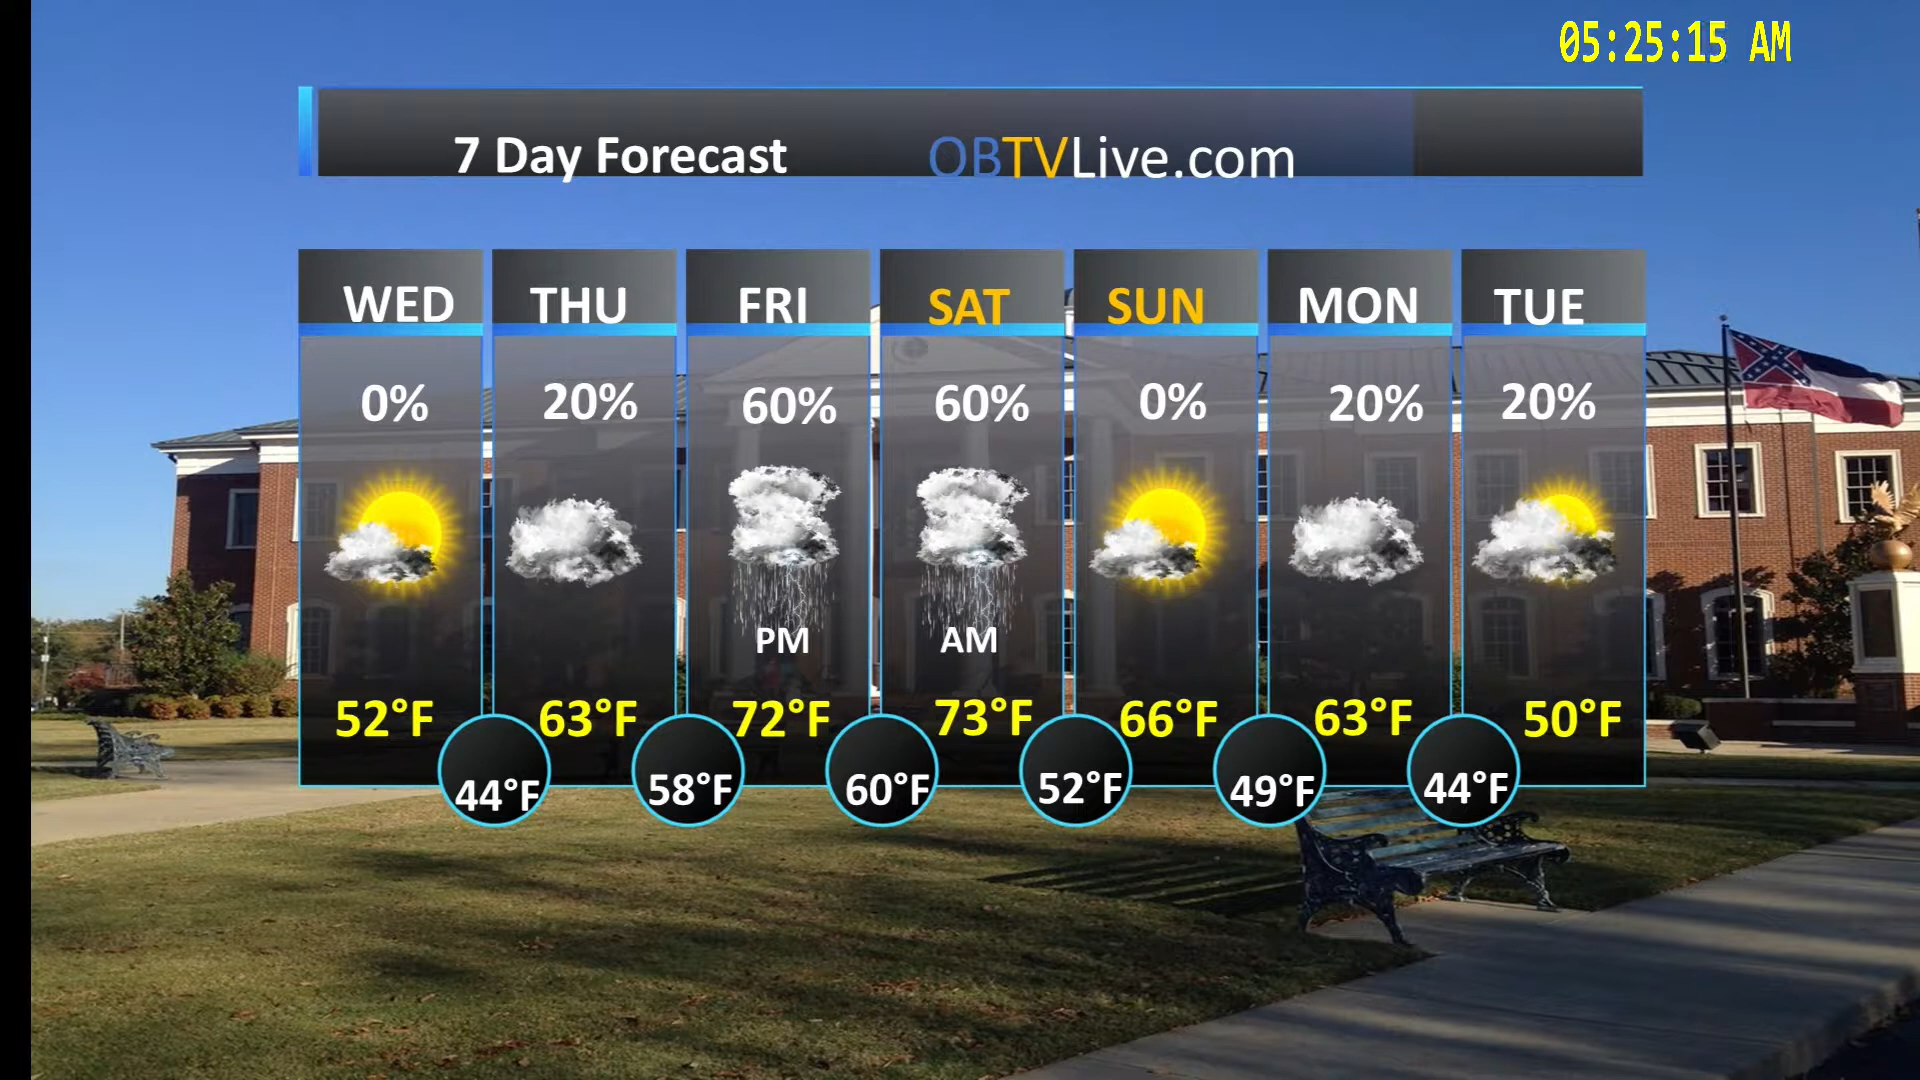 05:25:15 AM
7 Day Forecast OBTVLive.com
WED THU FRI SAT SUN MON TUE
0% 20% 60% 60% 0% 20% 20%
PM AM
52°F 63°F 72°F 73°F 66°F 63°F 50°F
44°F 58°F 60°F 52°F 49°F 44°F